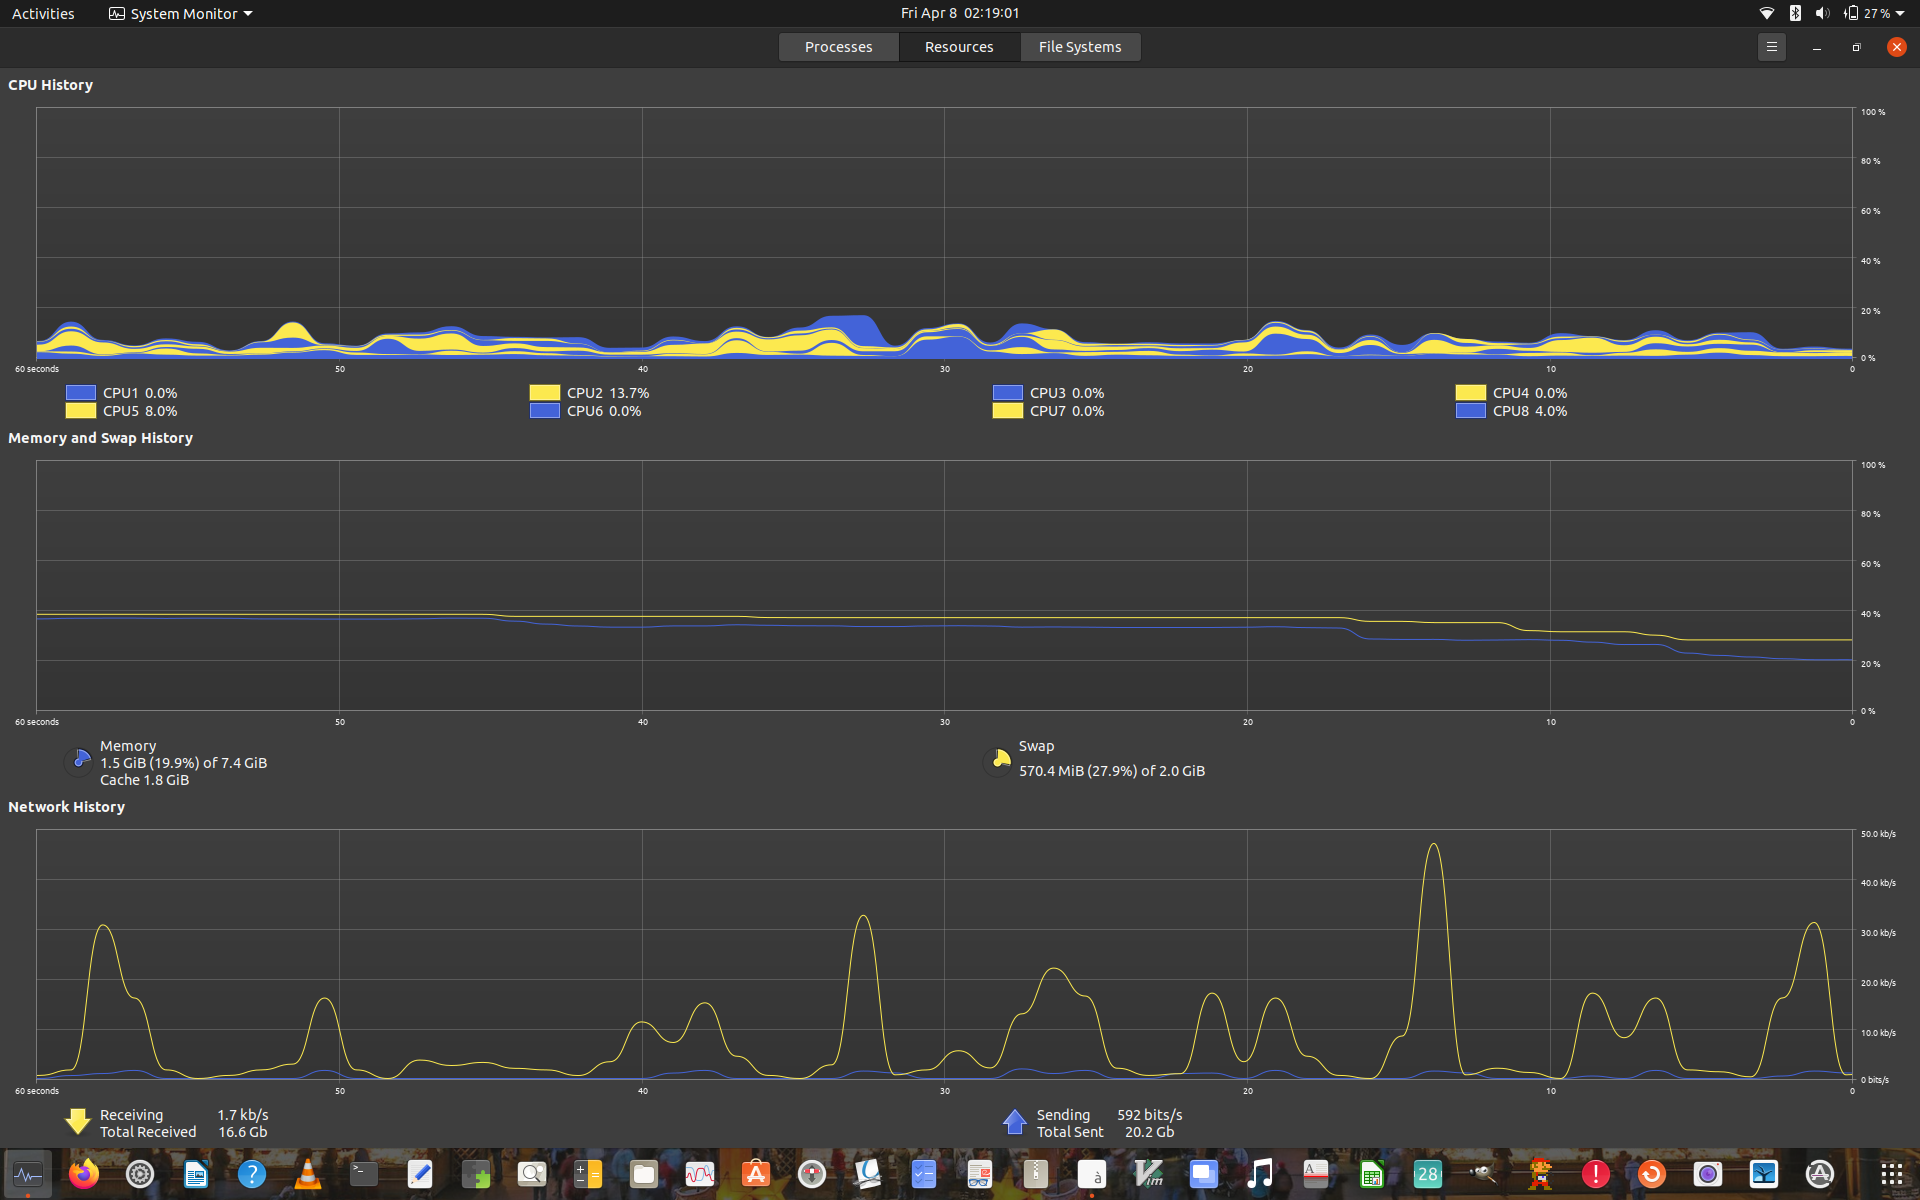 Activities System Monitor Fri Apr 8 02:19:01 27 %
Processes Resources File Systems
CPU History
100 %
80 %
60 %
40 %
20 %
0 %
60 seconds 50 40 30 20 10 0
CPU1 0.0% CPU2 13.7% CPU3 0.0% CPU4 0.0%
CPU5 8.0% CPU6 0.0% CPU7 0.0% CPU8 4.0%
Memory and Swap History
100 %
80 %
60 %
40 %
20 %
0 %
60 seconds 50 40 30 20 10 0
Memory Swap
1.5 GiB (19.9%) of 7.4 GiB 570.4 MiB (27.9%) of 2.0 GiB
Cache 1.8 GiB
Network History
50.0 kb/s
40.0 kb/s
30.0 kb/s
20.0 kb/s
10.0 kb/s
0 bits/s
60 seconds 50 40 30 20 10 0
Receiving 1.7 kb/s Sending 592 bits/s
Total Received 16.6 Gb Total Sent 20.2 Gb
? >_ à Vim A 28 !